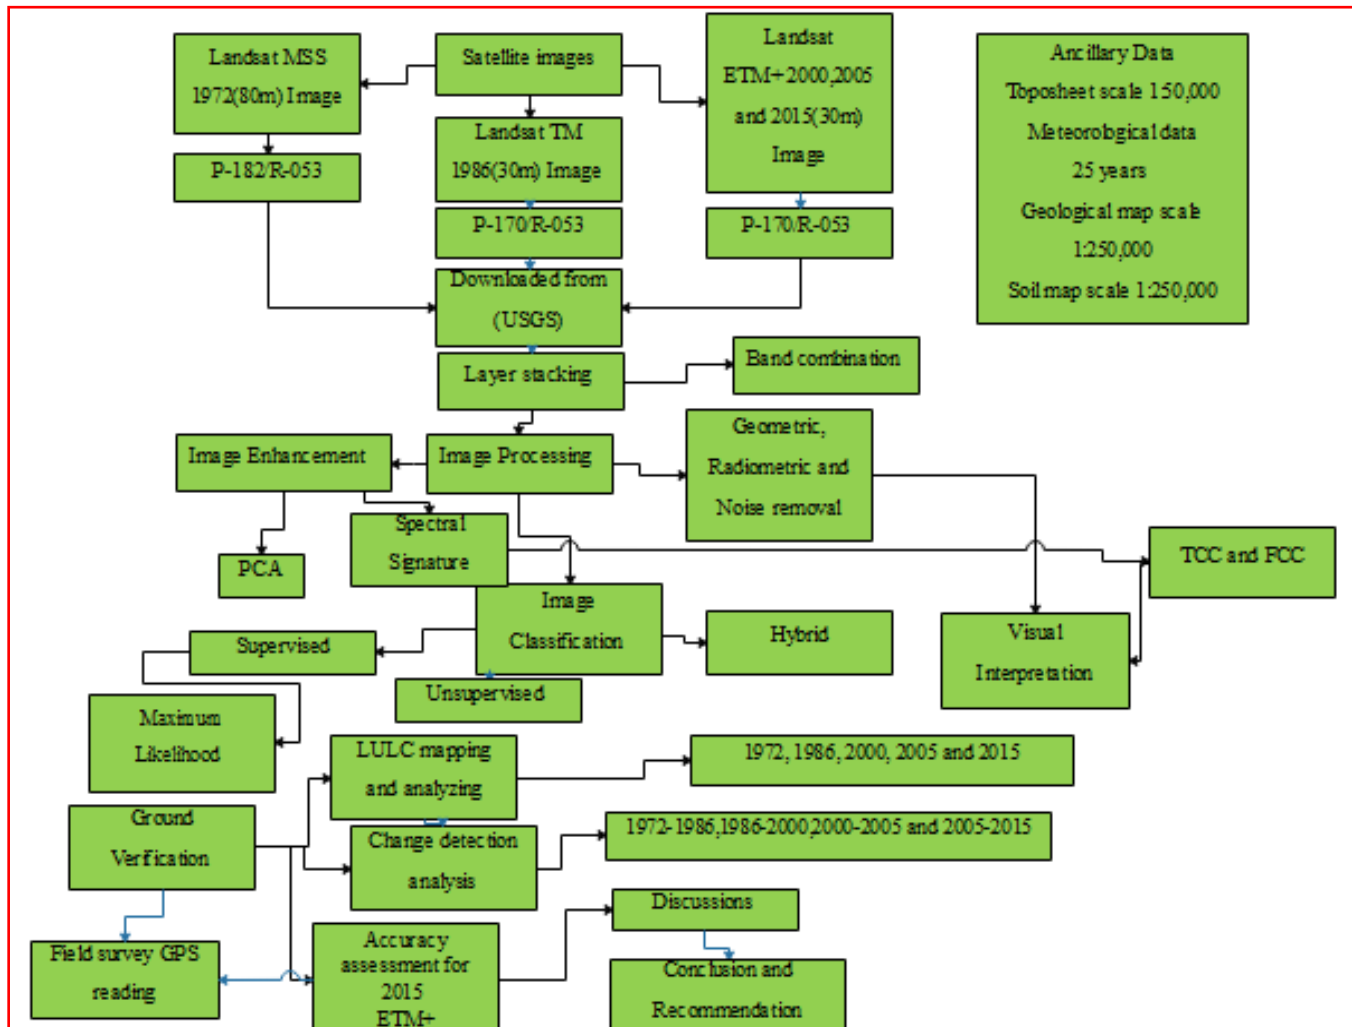 Landsat MSS
1972(80m) Image
Satellite images
Landsat
ETM+ 2000,2005
and 2015(30m)
Image
Ancillary Data
Toposheet scale 150,000
Meteorological data
25 years
Geological map scale
1:250,000
Soil map scale 1:250,000
P-182/R-053
Landsat TM
1986(30m) Image
P-170/R-053
P-170/R-053
Downloaded from
(USGS)
Layer stacking
Band combination
Image Enhancement
Image Processing
Geometric,
Radiometric and
Noise removal
Spectral
Signature
PCA
TCC and FCC
Image
Classification
Supervised
Hybrid
Visual
Interpretation
Unsupervised
Maximum
Likelihood
LULC mapping
and analyzing
1972, 1986, 2000, 2005 and 2015
Ground
Verification
Change detection
analysis
1972-1986,1986-2000,2000-2005 and 2005-2015
Discussions
Field survey GPS
reading
Accuracy
assessment for
2015
ETM+
Conclusion and
Recommendation